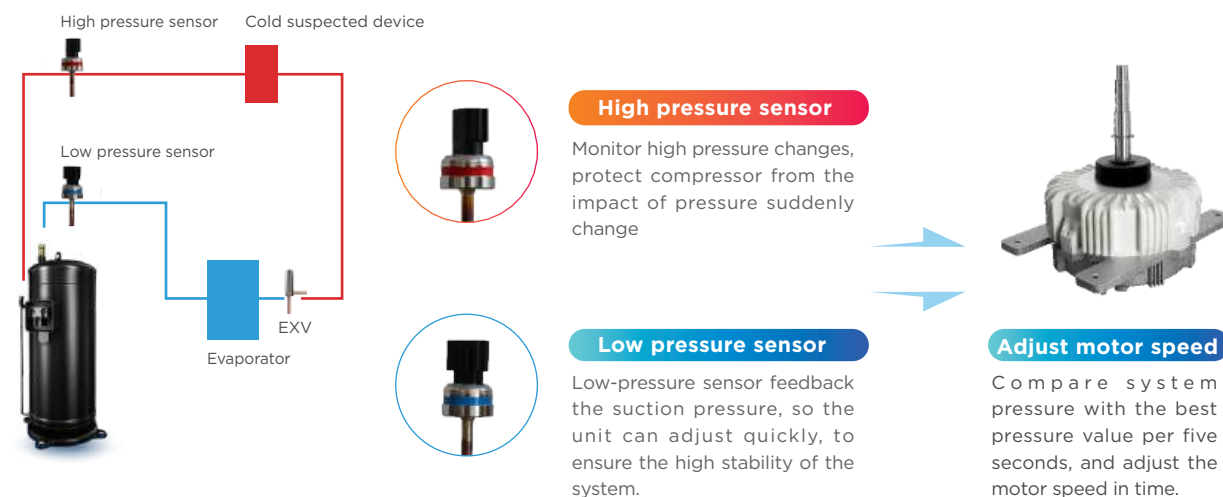 High pressure sensor
Cold suspected device
Low pressure sensor
EXV
Evaporator
High pressure sensor
Monitor high pressure changes,
protect compressor from the
impact of pressure suddenly
change
Low pressure sensor
Low-pressure sensor feedback
the suction pressure, so the
unit can adjust quickly, to
ensure the high stability of the
system.
Adjust motor speed
Compare system
pressure with the best
pressure value per five
seconds, and adjust the
motor speed in time.